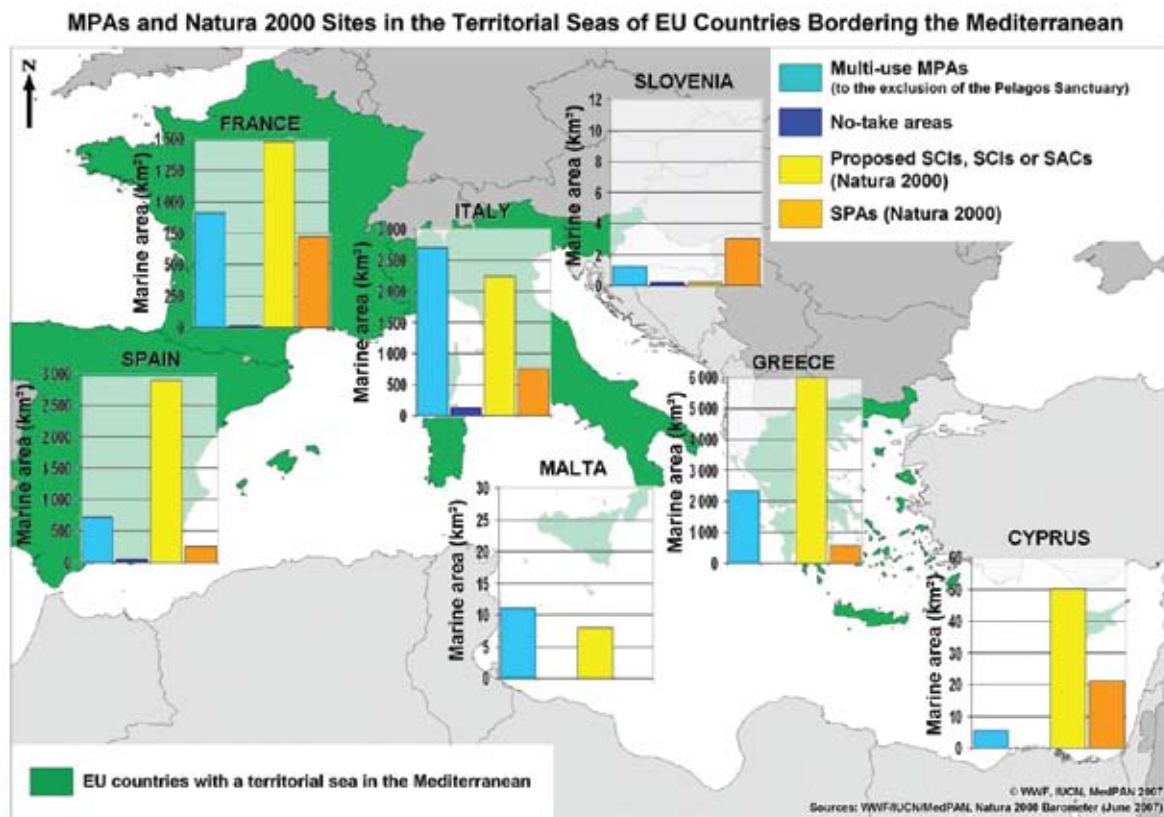 MPAs and Natura 2000 Sites in the Territorial Seas of EU Countries Bordering the Mediterranean
N
Multi-use MPAs
(to the exclusion of the Pelagos Sanctuary)
No-take areas
Proposed SCIs, SCIs or SACs
(Natura 2000)
SPAs (Natura 2000)
SLOVENIA
Marine area (km²)
12
10
8
6
4
2
0
FRANCE
Marine area (km²)
1 500
1 250
1 000
750
500
250
0
ITALY
Marine area (km²)
3 000
2 500
2 000
1 500
1 000
500
0
SPAIN
Marine area (km²)
3 000
2 500
2 000
1 500
1 000
500
0
GREECE
Marine area (km²)
6 000
5 000
4 000
3 000
2 000
1 000
0
MALTA
Marine area (km²)
30
25
20
15
10
5
0
CYPRUS
Marine area (km²)
60
50
40
30
20
10
0
EU countries with a territorial sea in the Mediterranean
© WWF, IUCN, MedPAN 2007
Sources: WWF/IUCN/MedPAN, Natura 2000 Barometer (June 2007)